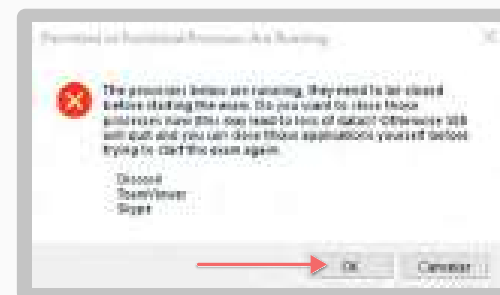 Permitted or Prohibited Processes Are Running
The processes below are running, they need to be closed
before starting the exam. Do you want to close those
processes now (this may lead to loss of data)? Otherwise SEB
will quit and you can close those applications yourself before
trying to start the exam again.
Discord
TeamViewer
Skype
OK
Cancelar